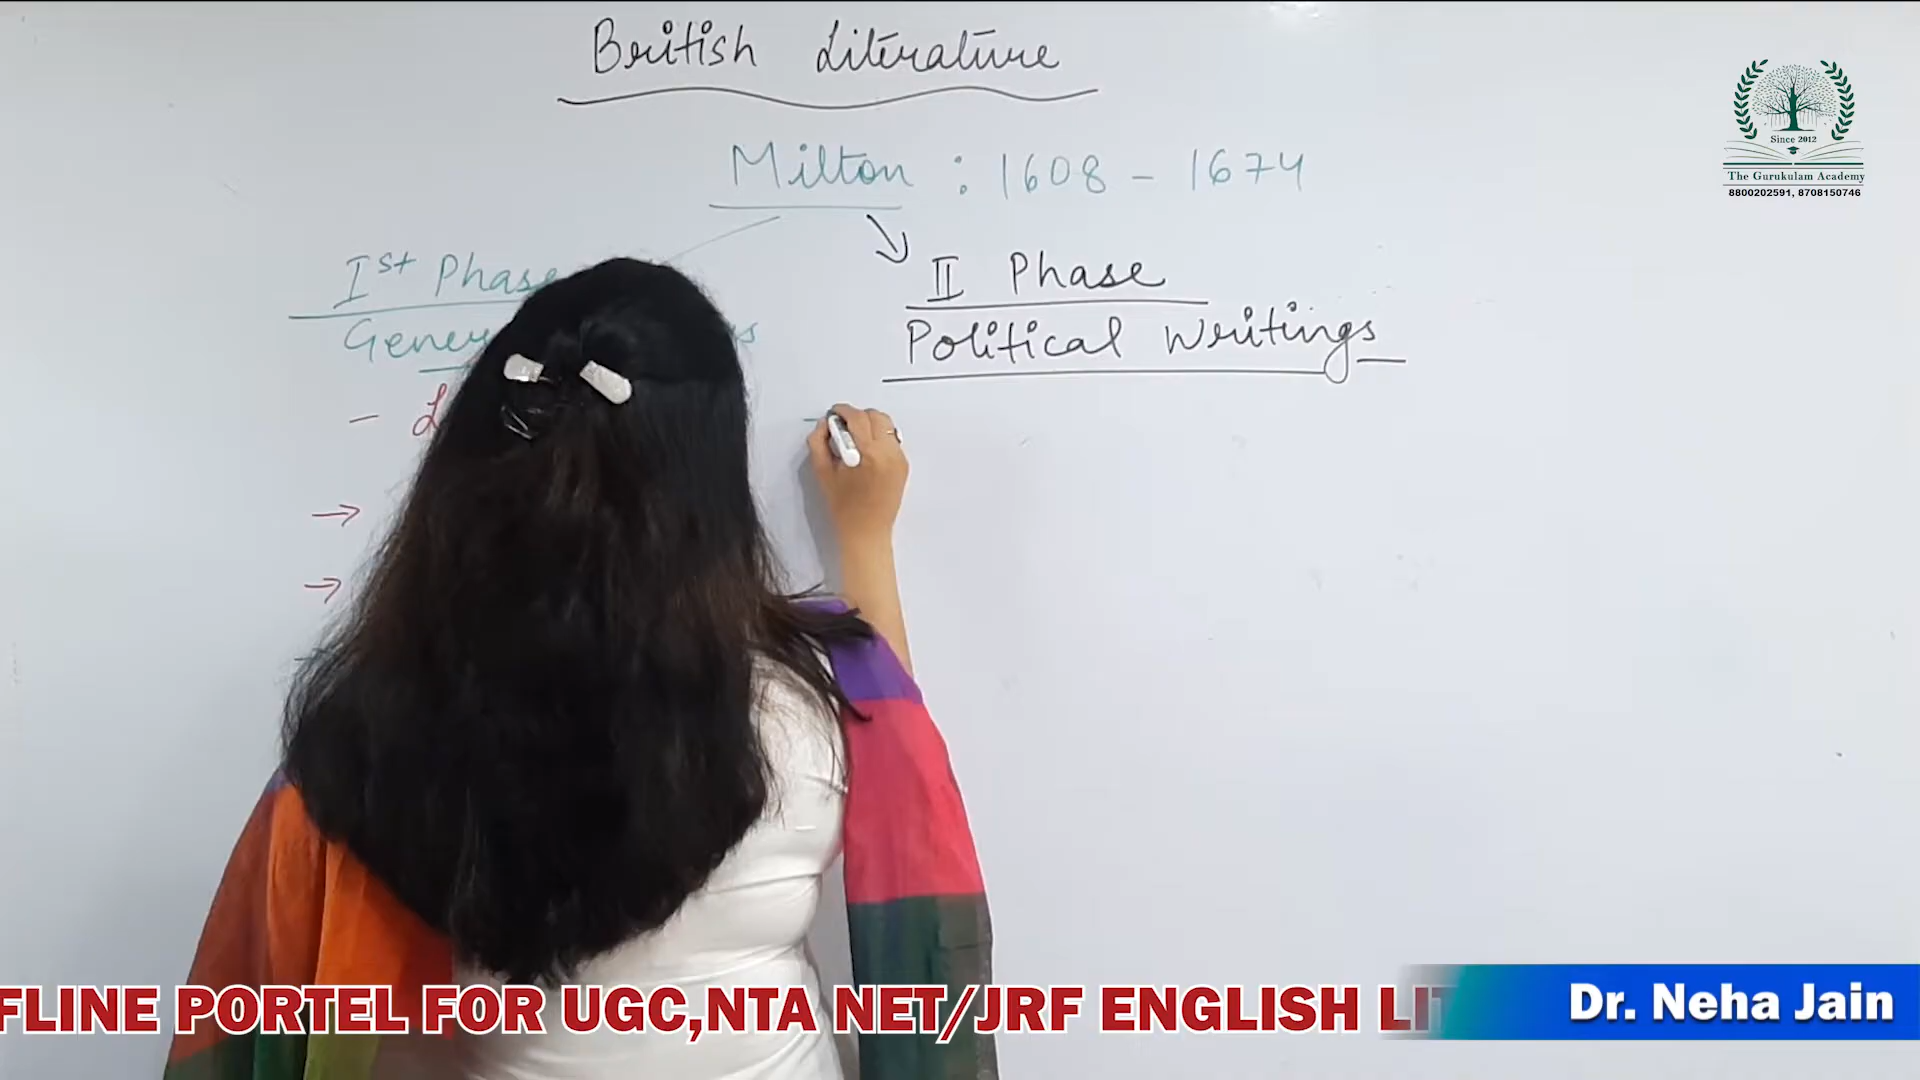 British Literature
Milton : 1608 - 1674
Ist Phase
II Phase
Political Writings
Since 2012
The Gurukulam Academy
8800202591, 8708150746
FLINE PORTEL FOR UGC,NTA NET/JRF ENGLISH LIT
Dr. Neha Jain